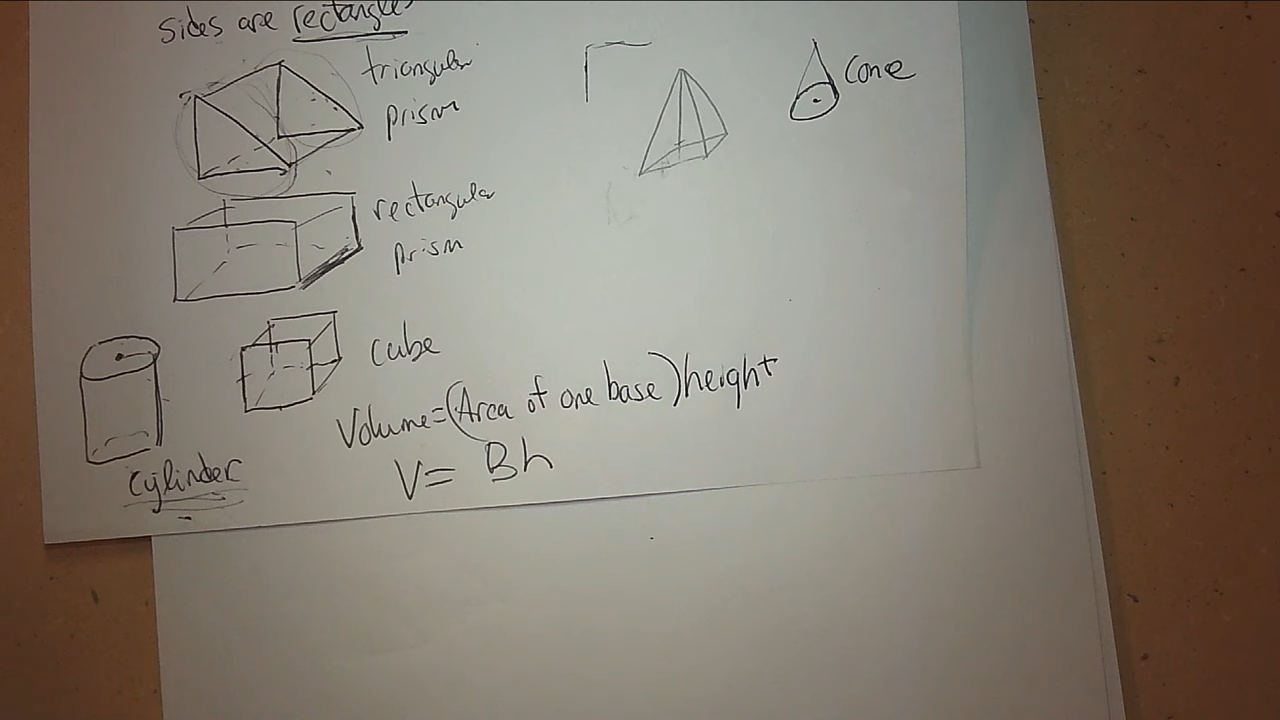 sides are rectangles
triangular
prism
cone
rectangular
prism
cube
Volume=(Area of one base)height
V= Bh
cylinder